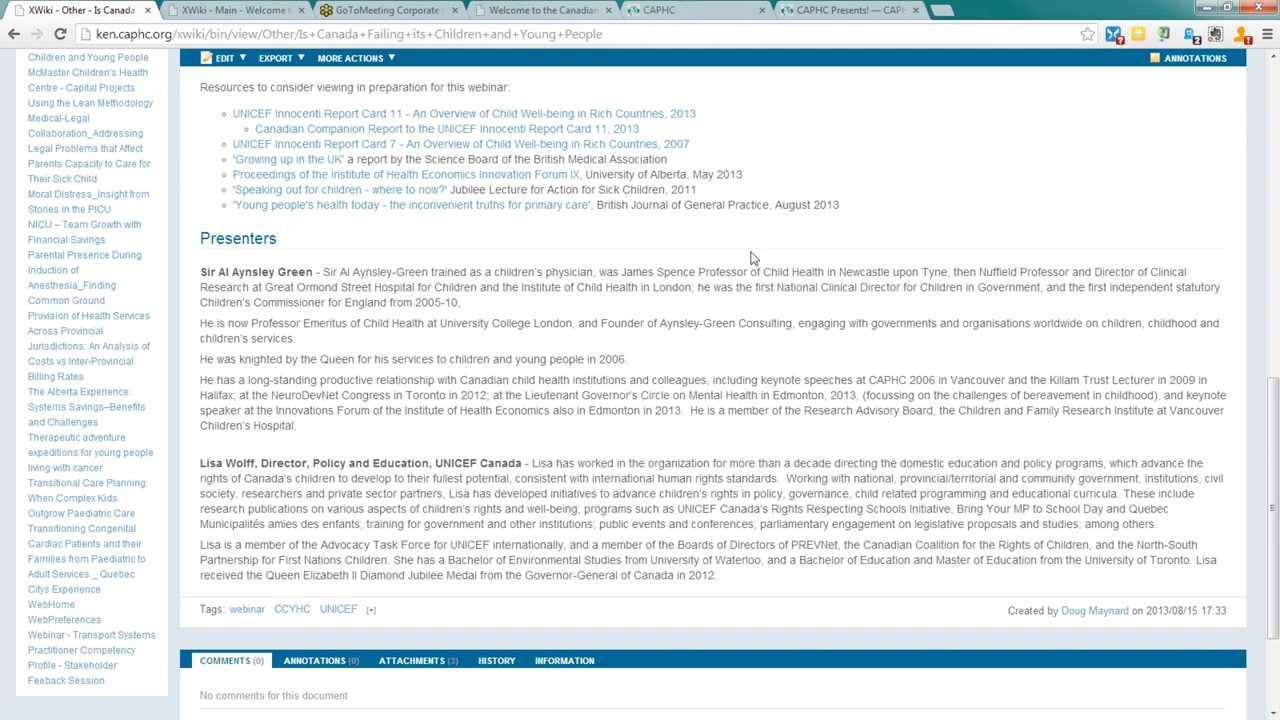 XWiki - Other - Is Canada
XWiki - Main - Welcome t
GoToMeeting Corporate
Welcome to the Canadian
CAPHC
CAPHC Presents! — CAPH
ken.caphc.org/xwiki/bin/view/Other/Is+Canada+Failing+its+Children+and+Young+People
Children and Young People
McMaster Children's Health
Centre - Capital Projects
Using the Lean Methodology
Medical-Legal
Collaboration_Addressing
Legal Problems that Affect
Parents Capacity to Care for
Their Sick Child
Moral Distress_Insight from
Stories in the PICU
NICU – Team Growth with
Financial Savings
Parental Presence During
Induction of
Anesthesia_Finding
Common Ground
Provision of Health Services
Across Provincial
Jurisdictions: An Analysis of
Costs vs Inter-Provincial
Billing Rates
The Alberta Experience:
Systems Savings–Benefits
and Challenges
Therapeutic adventure
expeditions for young people
living with cancer
Transitional Care Planning:
When Complex Kids
Outgrow Paediatric Care
Transitioning Congenital
Cardiac Patients and their
Families from Paediatric to
Adult Services _ Quebec
Citys Experience
WebHome
WebPreferences
Webinar - Transport Systems
Practitioner Competency
Profile - Stakeholder
Feeback Session
EDIT EXPORT MORE ACTIONS ANNOTATIONS
Resources to consider viewing in preparation for this webinar:
UNICEF Innocenti Report Card 11 - An Overview of Child Well-being in Rich Countries, 2013
Canadian Companion Report to the UNICEF Innocenti Report Card 11, 2013
UNICEF Innocenti Report Card 7 - An Overview of Child Well-being in Rich Countries, 2007
'Growing up in the UK' a report by the Science Board of the British Medical Association
Proceedings of the Institute of Health Economics Innovation Forum IX, University of Alberta, May 2013
'Speaking out for children - where to now?' Jubilee Lecture for Action for Sick Children, 2011
'Young people's health today - the inconvenient truths for primary care', British Journal of General Practice, August 2013
Presenters
Sir Al Aynsley Green - Sir Al Aynsley-Green trained as a children's physician, was James Spence Professor of Child Health in Newcastle upon Tyne, then Nuffield Professor and Director of Clinical
Research at Great Ormond Street Hospital for Children and the Institute of Child Health in London; he was the first National Clinical Director for Children in Government, and the first independent statutory
Children's Commissioner for England from 2005-10,
He is now Professor Emeritus of Child Health at University College London, and Founder of Aynsley-Green Consulting, engaging with governments and organisations worldwide on children, childhood and
children's services.
He was knighted by the Queen for his services to children and young people in 2006.
He has a long-standing productive relationship with Canadian child health institutions and colleagues, including keynote speeches at CAPHC 2006 in Vancouver and the Killam Trust Lecturer in 2009 in
Halifax; at the NeuroDevNet Congress in Toronto in 2012; at the Lieutenant Governor's Circle on Mental Health in Edmonton, 2013, (focussing on the challenges of bereavement in childhood), and keynote
speaker at the Innovations Forum of the Institute of Health Economics also in Edmonton in 2013. He is a member of the Research Advisory Board, the Children and Family Research Institute at Vancouver
Children's Hospital.
Lisa Wolff, Director, Policy and Education, UNICEF Canada - Lisa has worked in the organization for more than a decade directing the domestic education and policy programs, which advance the
rights of Canada's children to develop to their fullest potential, consistent with international human rights standards. Working with national, provincial/territorial and community government, institutions, civil
society, researchers and private sector partners, Lisa has developed initiatives to advance children's rights in policy, governance, child related programming and educational curricula. These include
research publications on various aspects of children's rights and well-being; programs such as UNICEF Canada's Rights Respecting Schools Initiative, Bring Your MP to School Day and Quebec
Municipalités amies des enfants; training for government and other institutions; public events and conferences; parliamentary engagement on legislative proposals and studies; among others.
Lisa is a member of the Advocacy Task Force for UNICEF internationally, and a member of the Boards of Directors of PREVNet, the Canadian Coalition for the Rights of Children, and the North-South
Partnership for First Nations Children. She has a Bachelor of Environmental Studies from University of Waterloo, and a Bachelor of Education and Master of Education from the University of Toronto. Lisa
received the Queen Elizabeth II Diamond Jubilee Medal from the Governor-General of Canada in 2012.
Tags: webinar CCYHC UNICEF [+]
Created by Doug Maynard on 2013/08/15 17:33
COMMENTS (0) ANNOTATIONS (0) ATTACHMENTS (3) HISTORY INFORMATION
No comments for this document